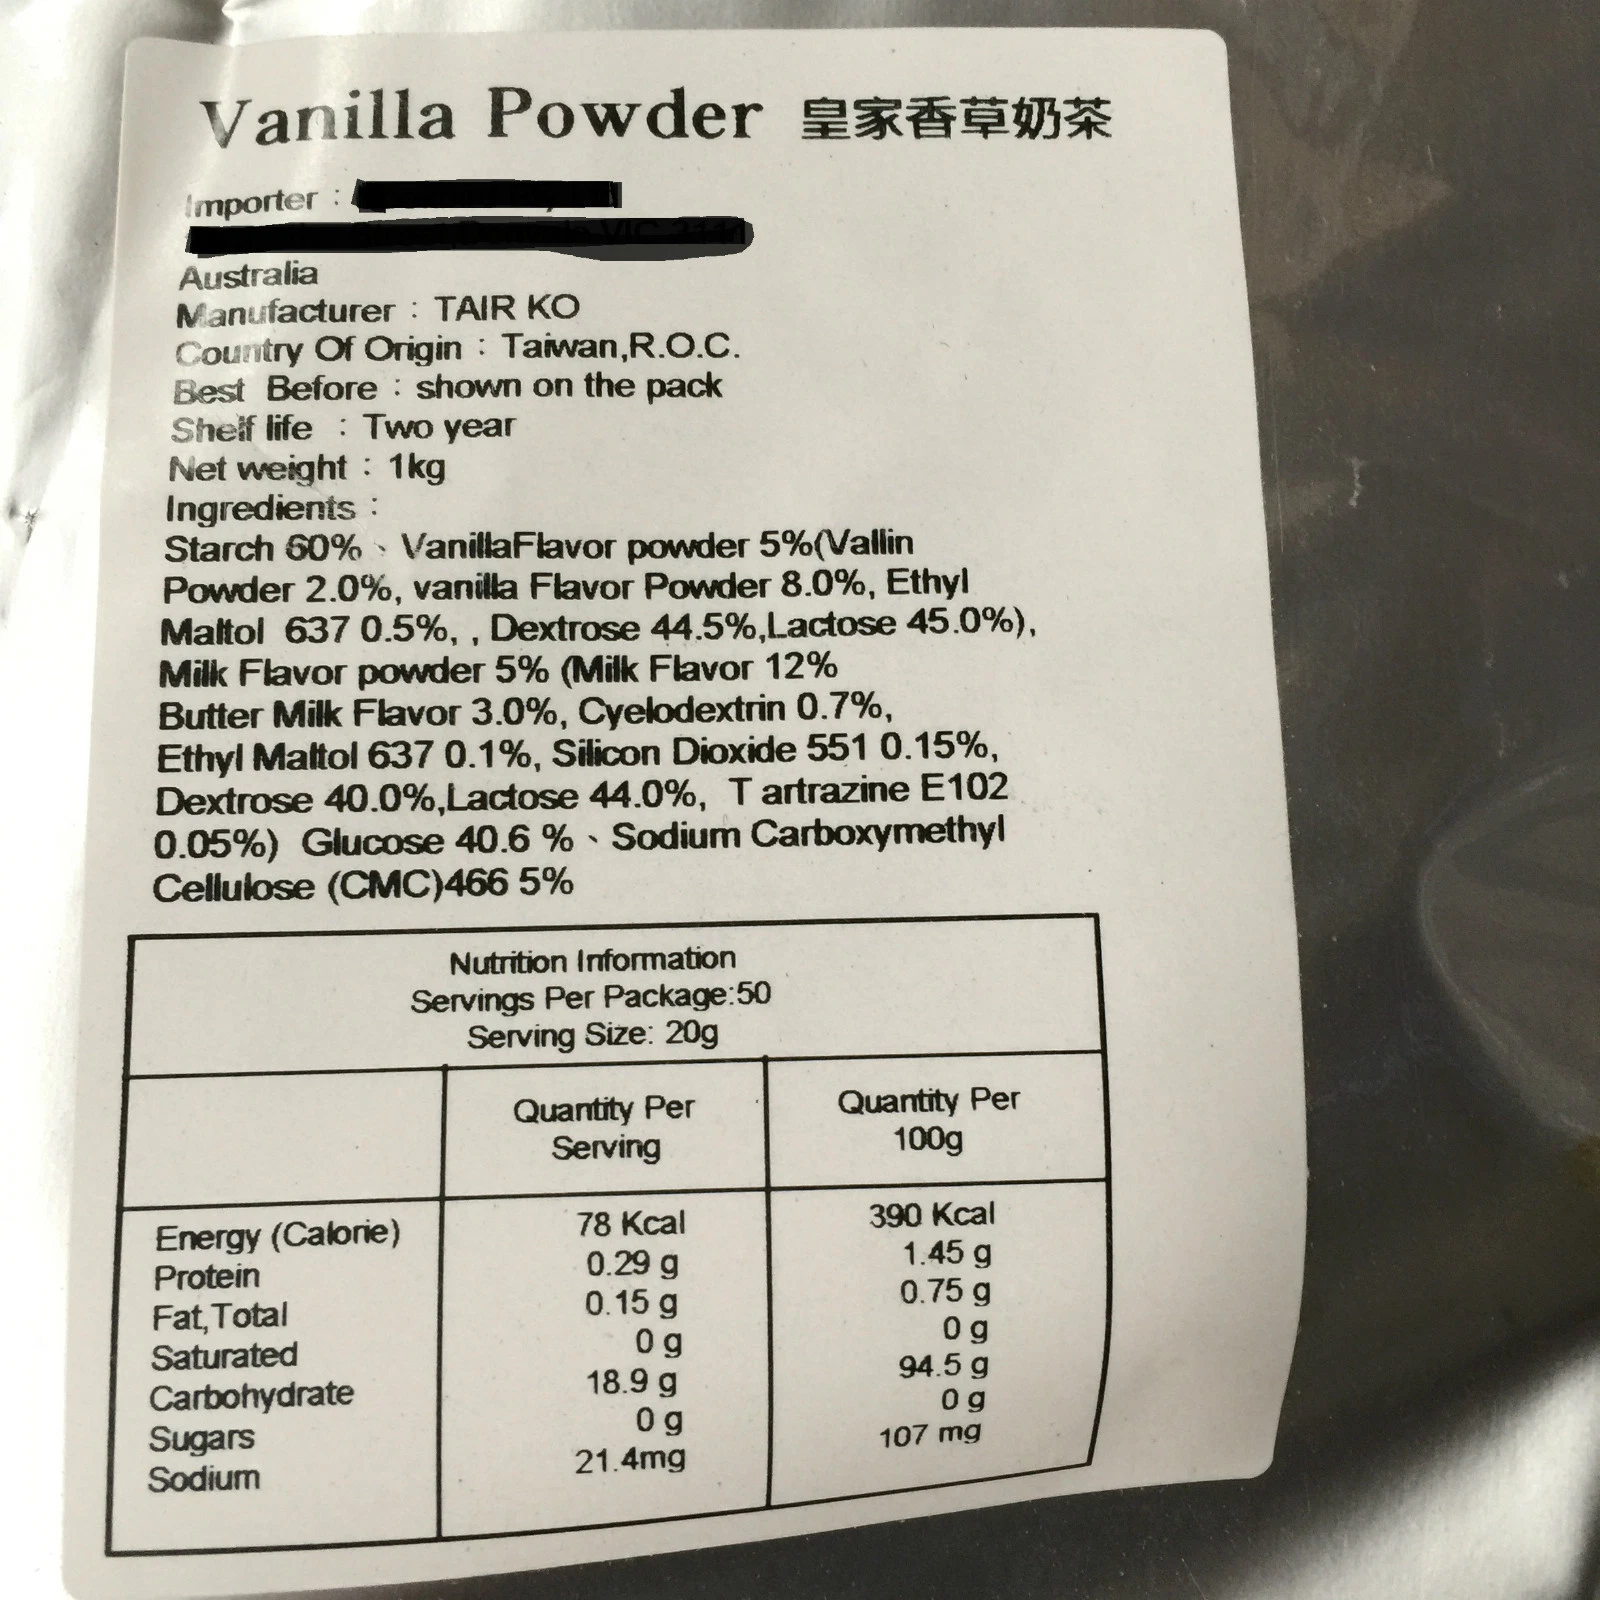 Vanilla Powder 皇家香草奶茶
Importer :
Australia
Manufacturer : TAIR KO
Country Of Origin : Taiwan,R.O.C.
Best Before : shown on the pack
Shelf life : Two year
Net weight : 1kg
Ingredients :
Starch 60%、VanillaFlavor powder 5%(Vallin
Powder 2.0%, vanilla Flavor Powder 8.0%, Ethyl
Maltol 637 0.5%, , Dextrose 44.5%,Lactose 45.0%),
Milk Flavor powder 5% (Milk Flavor 12%
Butter Milk Flavor 3.0%, Cyelodextrin 0.7%,
Ethyl Maltol 637 0.1%, Silicon Dioxide 551 0.15%,
Dextrose 40.0%,Lactose 44.0%, T artrazine E102
0.05%) Glucose 40.6 %、Sodium Carboxymethyl
Cellulose (CMC)466 5%
Nutrition Information
Servings Per Package:50
Serving Size: 20g
Quantity Per Serving Quantity Per 100g
Energy (Calorie) 78 Kcal 390 Kcal
Protein 0.29 g 1.45 g
Fat,Total 0.15 g 0.75 g
Saturated 0 g 0 g
Carbohydrate 18.9 g 94.5 g
Sugars 0 g 0 g
Sodium 21.4mg 107 mg